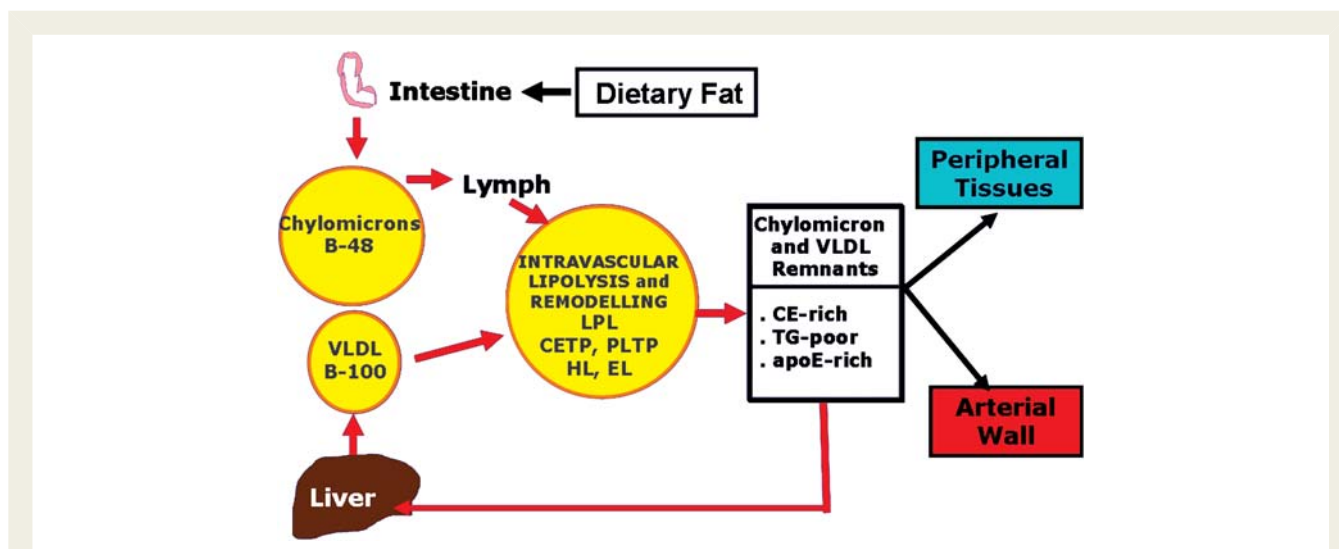 Intestine
Dietary Fat
Chylomicrons
B-48
Lymph
VLDL
B-100
INTRAVASCULAR
LIPOLYSIS and
REMODELLING
LPL
CETP, PLTP
HL, EL
Chylomicron
and VLDL
Remnants
. CE-rich
. TG-poor
. apoE-rich
Peripheral
Tissues
Arterial
Wall
Liver